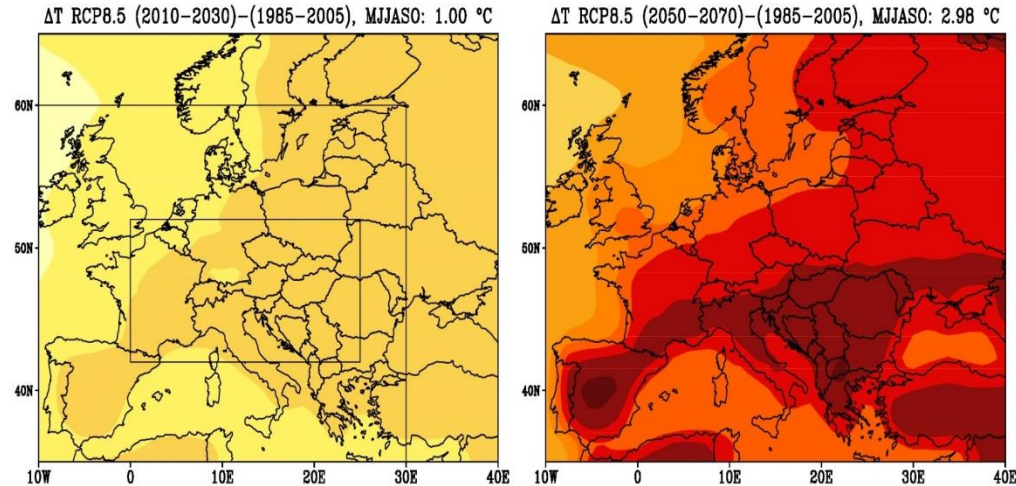 ΔT RCP8.5 (2010−2030)−(1985−2005), MJJASO: 1.00 °C
60N
50N
40N
10W 0 10E 20E 30E 40E
ΔT RCP8.5 (2050−2070)−(1985−2005), MJJASO: 2.98 °C
60N
50N
40N
10W 0 10E 20E 30E 40E